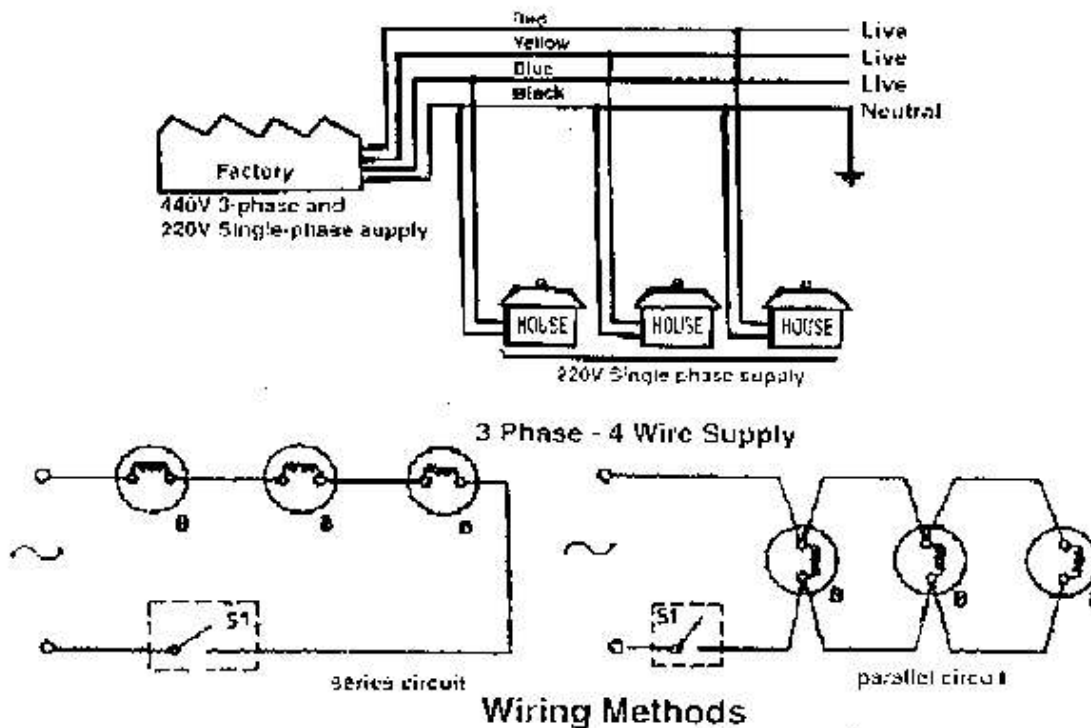 Red
Live
Yellow
Live
Blue
Live
Black
Neutral
Factory
440V 3-phase and
220V Single-phase supply
HOUSE HOUSE HOUSE
220V Single phase supply
3 Phase - 4 Wire Supply
S1
series circuit
S1
parallel circuit
Wiring Methods